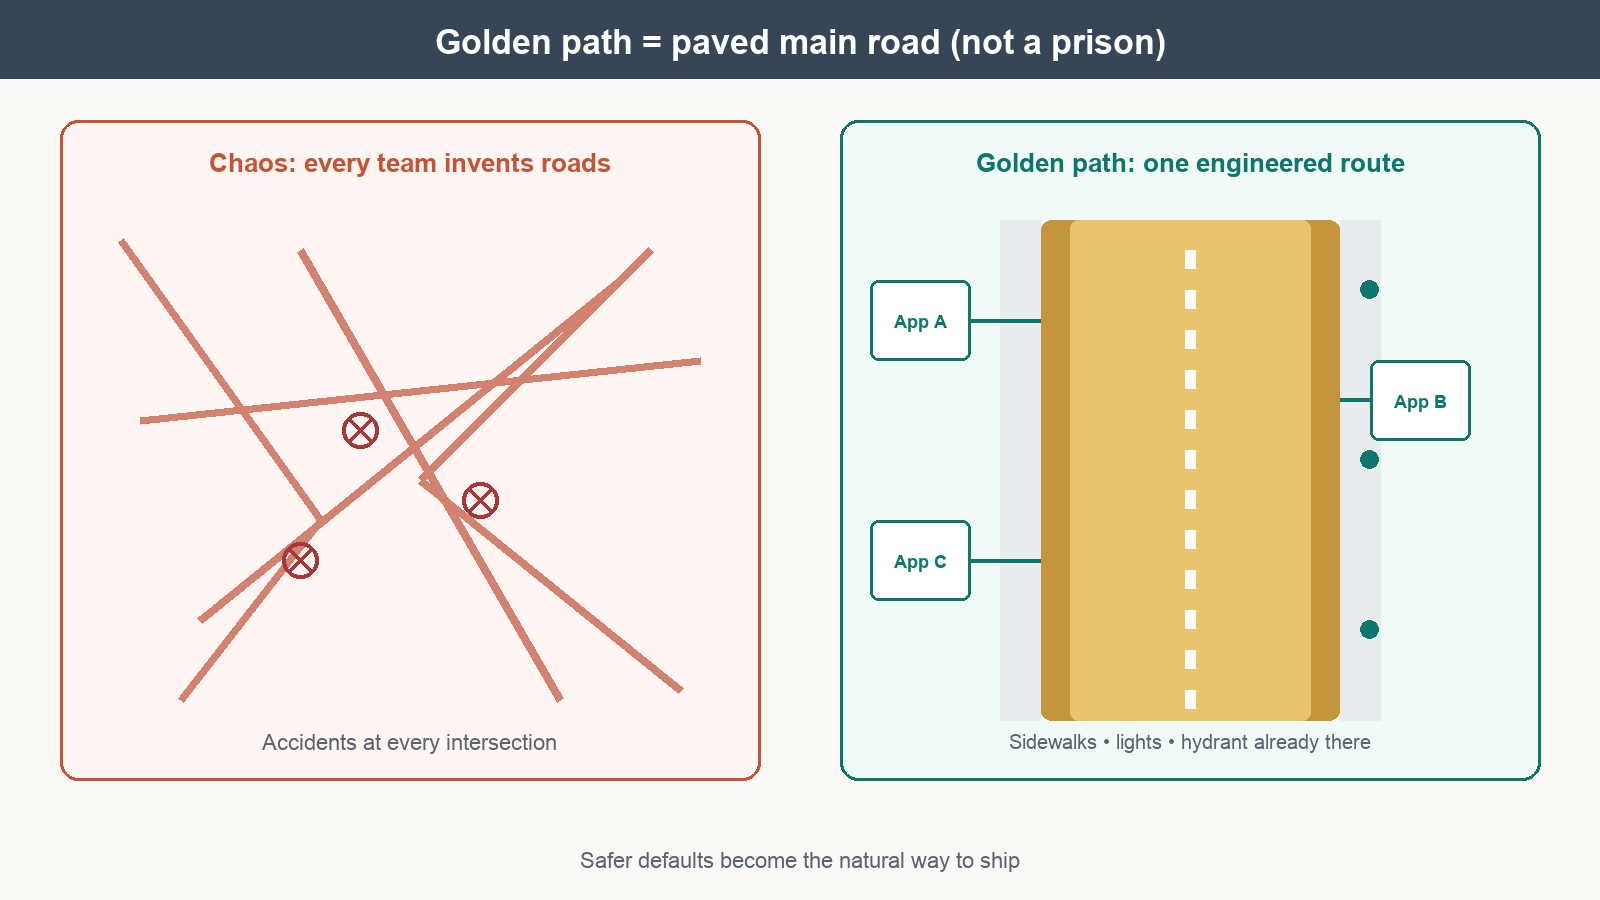 Golden path = paved main road (not a prison)
Chaos: every team invents roads
Accidents at every intersection
Golden path: one engineered route
App A
App B
App C
Sidewalks • lights • hydrant already there
Safer defaults become the natural way to ship